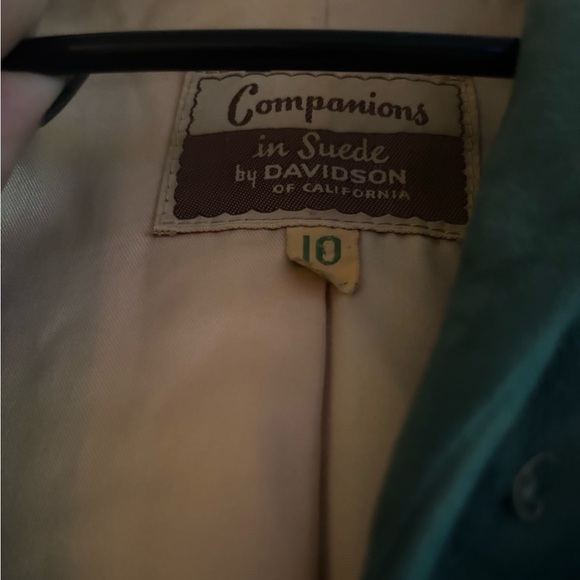 Companions
in Suede
by DAVIDSON
OF CALIFORNIA
10